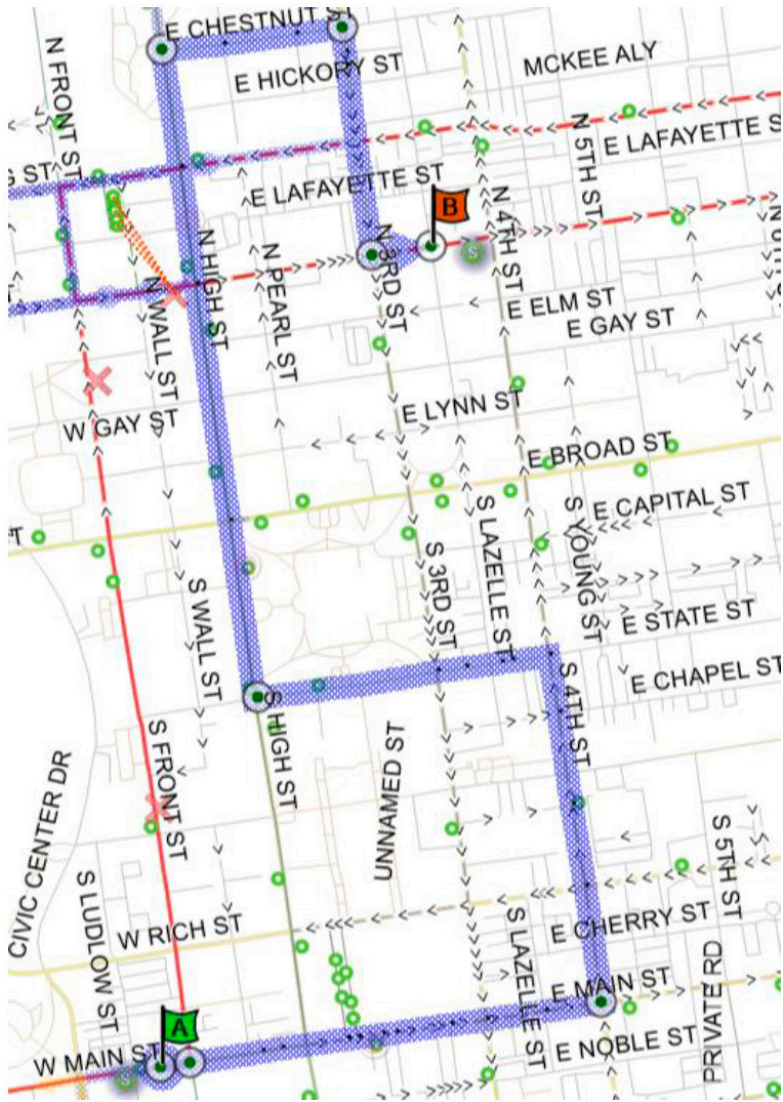 E CHESTNUT ST
E HICKORY ST
MCKEE ALY
N FRONT ST
E LAFAYETTE S
N 5TH ST
G ST
E LAFAYETTE ST
B
N 4TH ST
N 3RD ST
S
N HIGH ST
N PEARL ST
N WALL ST
E ELM ST
E GAY ST
W GAY ST
E LYNN ST
E BROAD ST
E CAPITAL ST
S LAZELLE ST
S YOUNG ST
S 3RD ST
S WALL ST
E STATE ST
E CHAPEL ST
S 4TH ST
S HIGH ST
UNNAMED ST
S FRONT ST
CIVIC CENTER DR
S 5TH ST
S LUDLOW ST
W RICH ST
E CHERRY ST
S LAZELLE ST
E MAIN ST
PRIVATE RD
A
W MAIN ST
E NOBLE ST